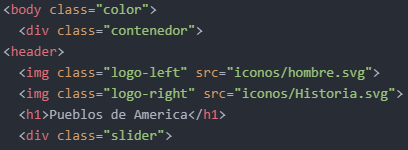 <body class="color">
<div class="contenedor">
<header>
<img class="logo-left" src="iconos/hombre.svg">
<img class="logo-right" src="iconos/Historia.svg">
<h1>Pueblos de America</h1>
<div class="slider">